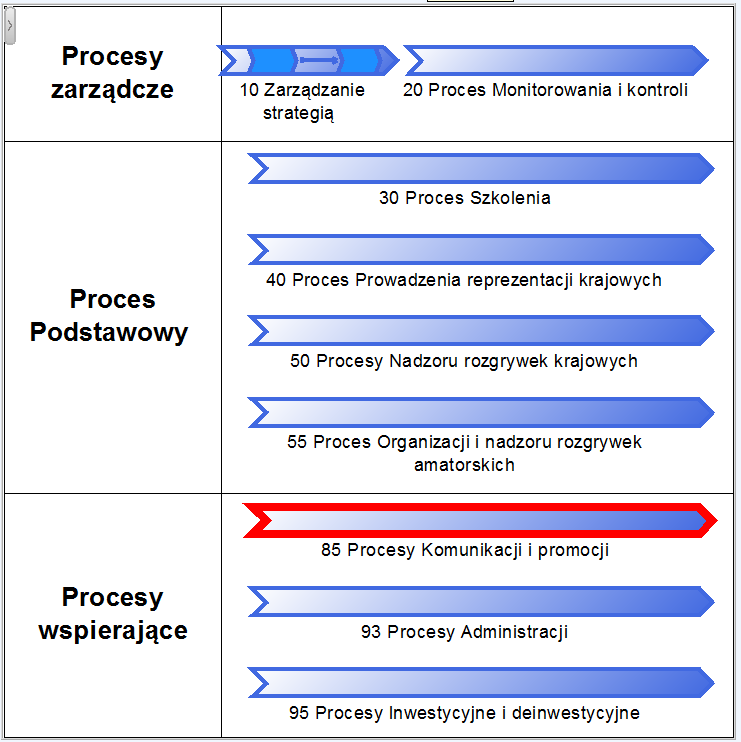 Procesy
zarządcze
10 Zarządzanie
strategią
20 Proces Monitorowania i kontroli
Proces
Podstawowy
30 Proces Szkolenia
40 Proces Prowadzenia reprezentacji krajowych
50 Procesy Nadzoru rozgrywek krajowych
55 Proces Organizacji i nadzoru rozgrywek
amatorskich
Procesy
wspierające
85 Procesy Komunikacji i promocji
93 Procesy Administracji
95 Procesy Inwestycyjne i deinwestycyjne